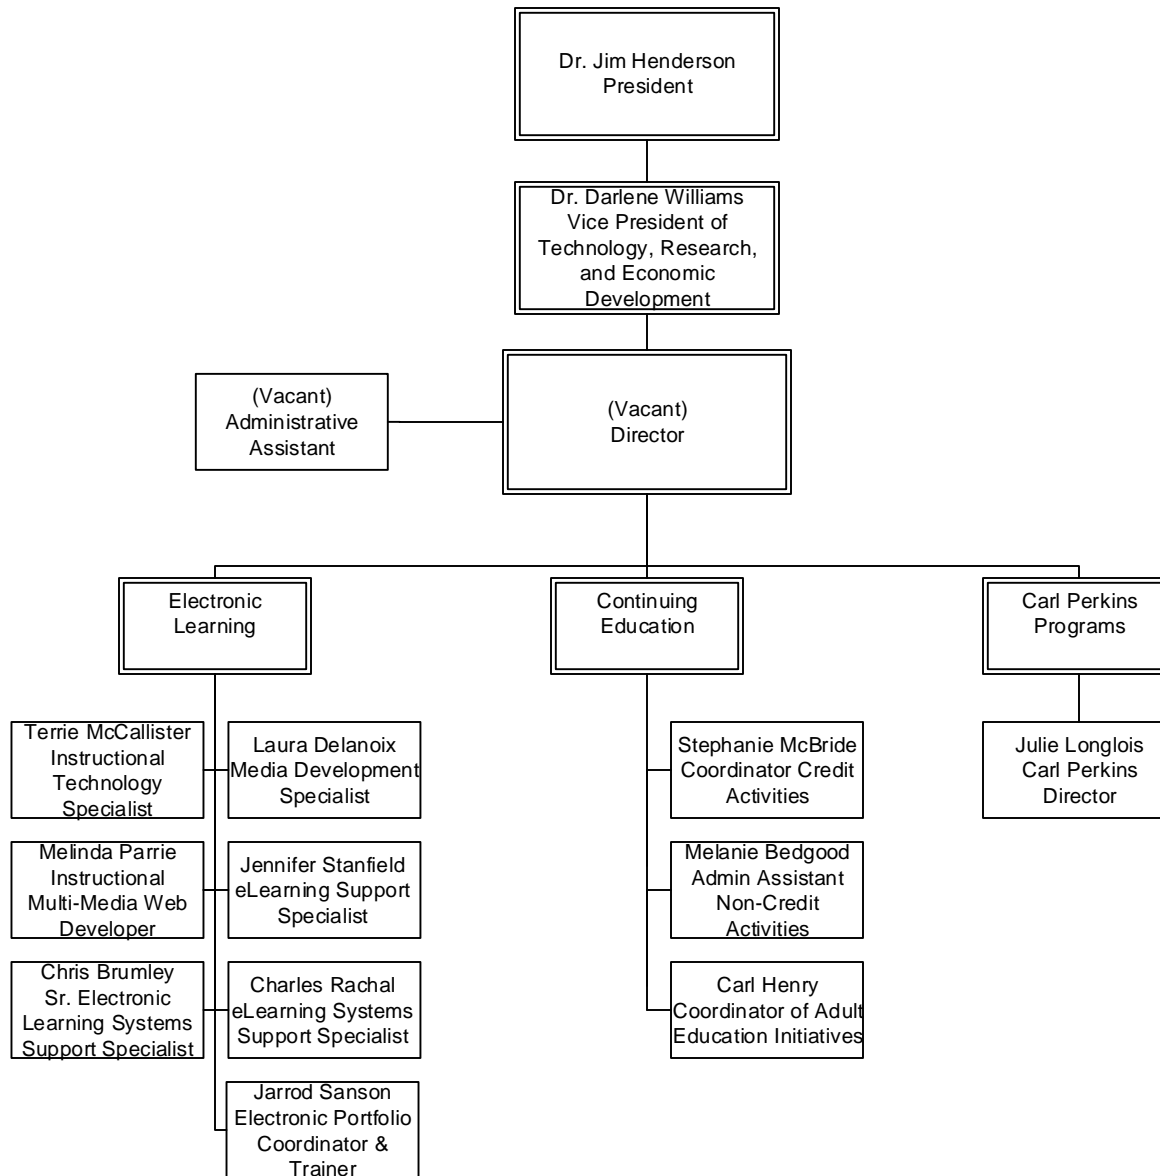 Dr. Jim Henderson
President
Dr. Darlene Williams
Vice President of
Technology, Research,
and Economic
Development
(Vacant)
Administrative
Assistant
(Vacant)
Director
Electronic
Learning
Continuing
Education
Carl Perkins
Programs
Terrie McCallister
Instructional
Technology
Specialist
Laura Delanoix
Media Development
Specialist
Stephanie McBride
Coordinator Credit
Activities
Julie Longlois
Carl Perkins
Director
Melinda Parrie
Instructional
Multi-Media Web
Developer
Jennifer Stanfield
eLearning Support
Specialist
Melanie Bedgood
Admin Assistant
Non-Credit
Activities
Chris Brumley
Sr. Electronic
Learning Systems
Support Specialist
Charles Rachal
eLearning Systems
Support Specialist
Carl Henry
Coordinator of Adult
Education Initiatives
Jarrod Sanson
Electronic Portfolio
Coordinator &
Trainer